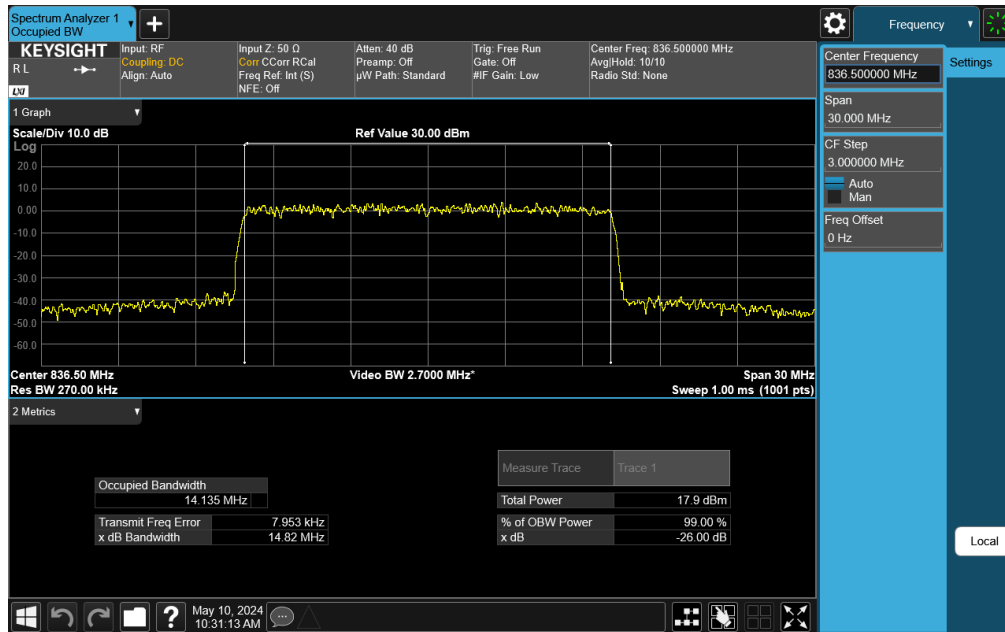 Spectrum Analyzer 1
Occupied BW
Frequency
KEYSIGHT
R L
LXI
Input: RF
Coupling: DC
Align: Auto
Input Z: 50 Ω
Corr CCorr RCal
Freq Ref: Int (S)
NFE: Off
Atten: 40 dB
Preamp: Off
µW Path: Standard
Trig: Free Run
Gate: Off
#IF Gain: Low
Center Freq: 836.500000 MHz
Avg|Hold: 10/10
Radio Std: None
Center Frequency
836.500000 MHz
Settings
Span
30.000 MHz
CF Step
3.000000 MHz
Auto
Man
Freq Offset
0 Hz
Local
1 Graph
Scale/Div 10.0 dB
Ref Value 30.00 dBm
Log
20.0
10.0
0.00
-10.0
-20.0
-30.0
-40.0
-50.0
-60.0
Center 836.50 MHz
Video BW 2.7000 MHz*
Span 30 MHz
Res BW 270.00 kHz
Sweep 1.00 ms (1001 pts)
2 Metrics
Measure Trace Trace 1
Occupied Bandwidth
14.135 MHz
Total Power 17.9 dBm
Transmit Freq Error 7.953 kHz
% of OBW Power 99.00 %
x dB Bandwidth 14.82 MHz
x dB -26.00 dB
?
May 10, 2024
10:31:13 AM